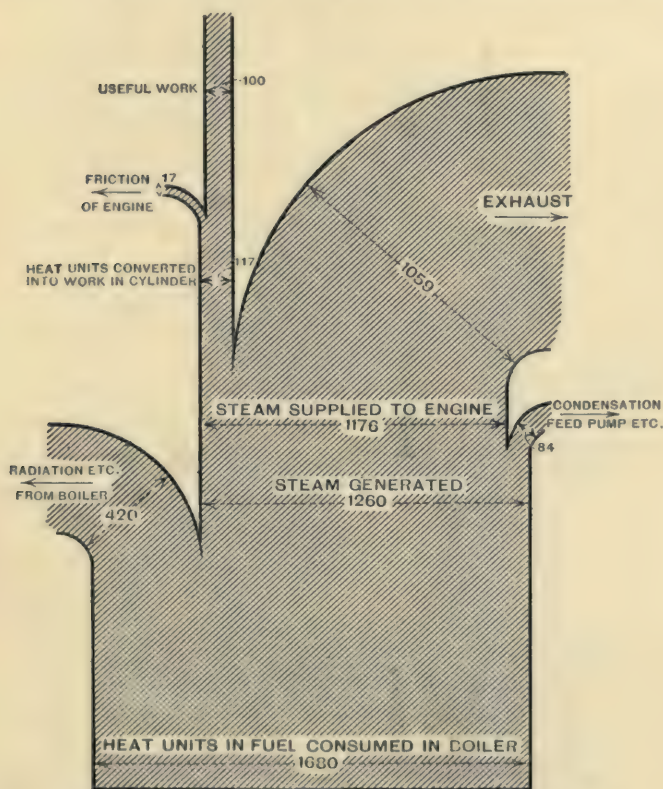 USEFUL WORK
100
FRICTION 17
OF ENGINE
EXHAUST
HEAT UNITS CONVERTED
INTO WORK IN CYLINDER
117
1059
STEAM SUPPLIED TO ENGINE
1176
CONDENSATION
FEED PUMP ETC.
84
RADIATION ETC.
FROM BOILER
420
STEAM GENERATED
1260
HEAT UNITS IN FUEL CONSUMED IN BOILER
1680